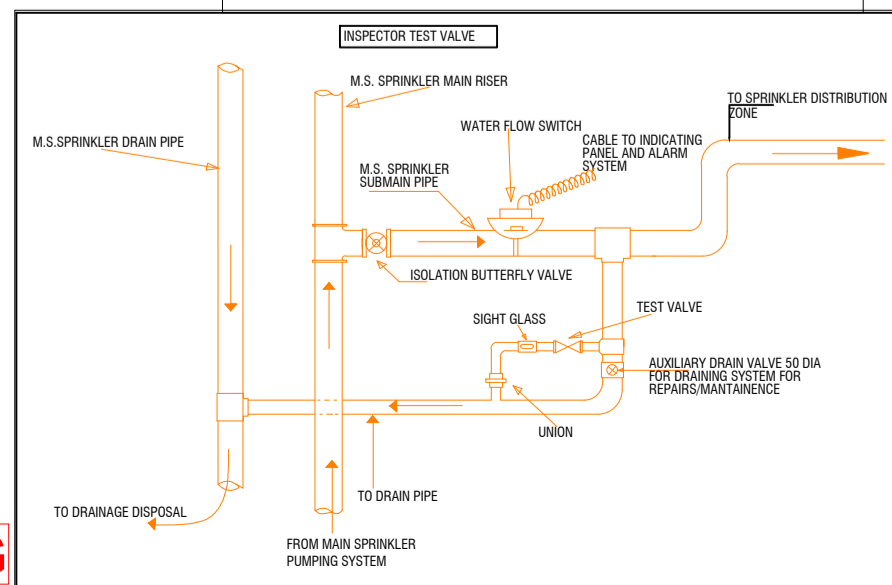 INSPECTOR TEST VALVE
M.S. SPRINKLER MAIN RISER
TO SPRINKLER DISTRIBUTION
ZONE
WATER FLOW SWITCH
M.S.SPRINKLER DRAIN PIPE
CABLE TO INDICATING
PANEL AND ALARM
SYSTEM
M.S. SPRINKLER
SUBMAIN PIPE
ISOLATION BUTTERFLY VALVE
SIGHT GLASS
TEST VALVE
AUXILIARY DRAIN VALVE 50 DIA
FOR DRAINING SYSTEM FOR
REPAIRS/MANTAINENCE
UNION
TO DRAIN PIPE
TO DRAINAGE DISPOSAL
FROM MAIN SPRINKLER
PUMPING SYSTEM